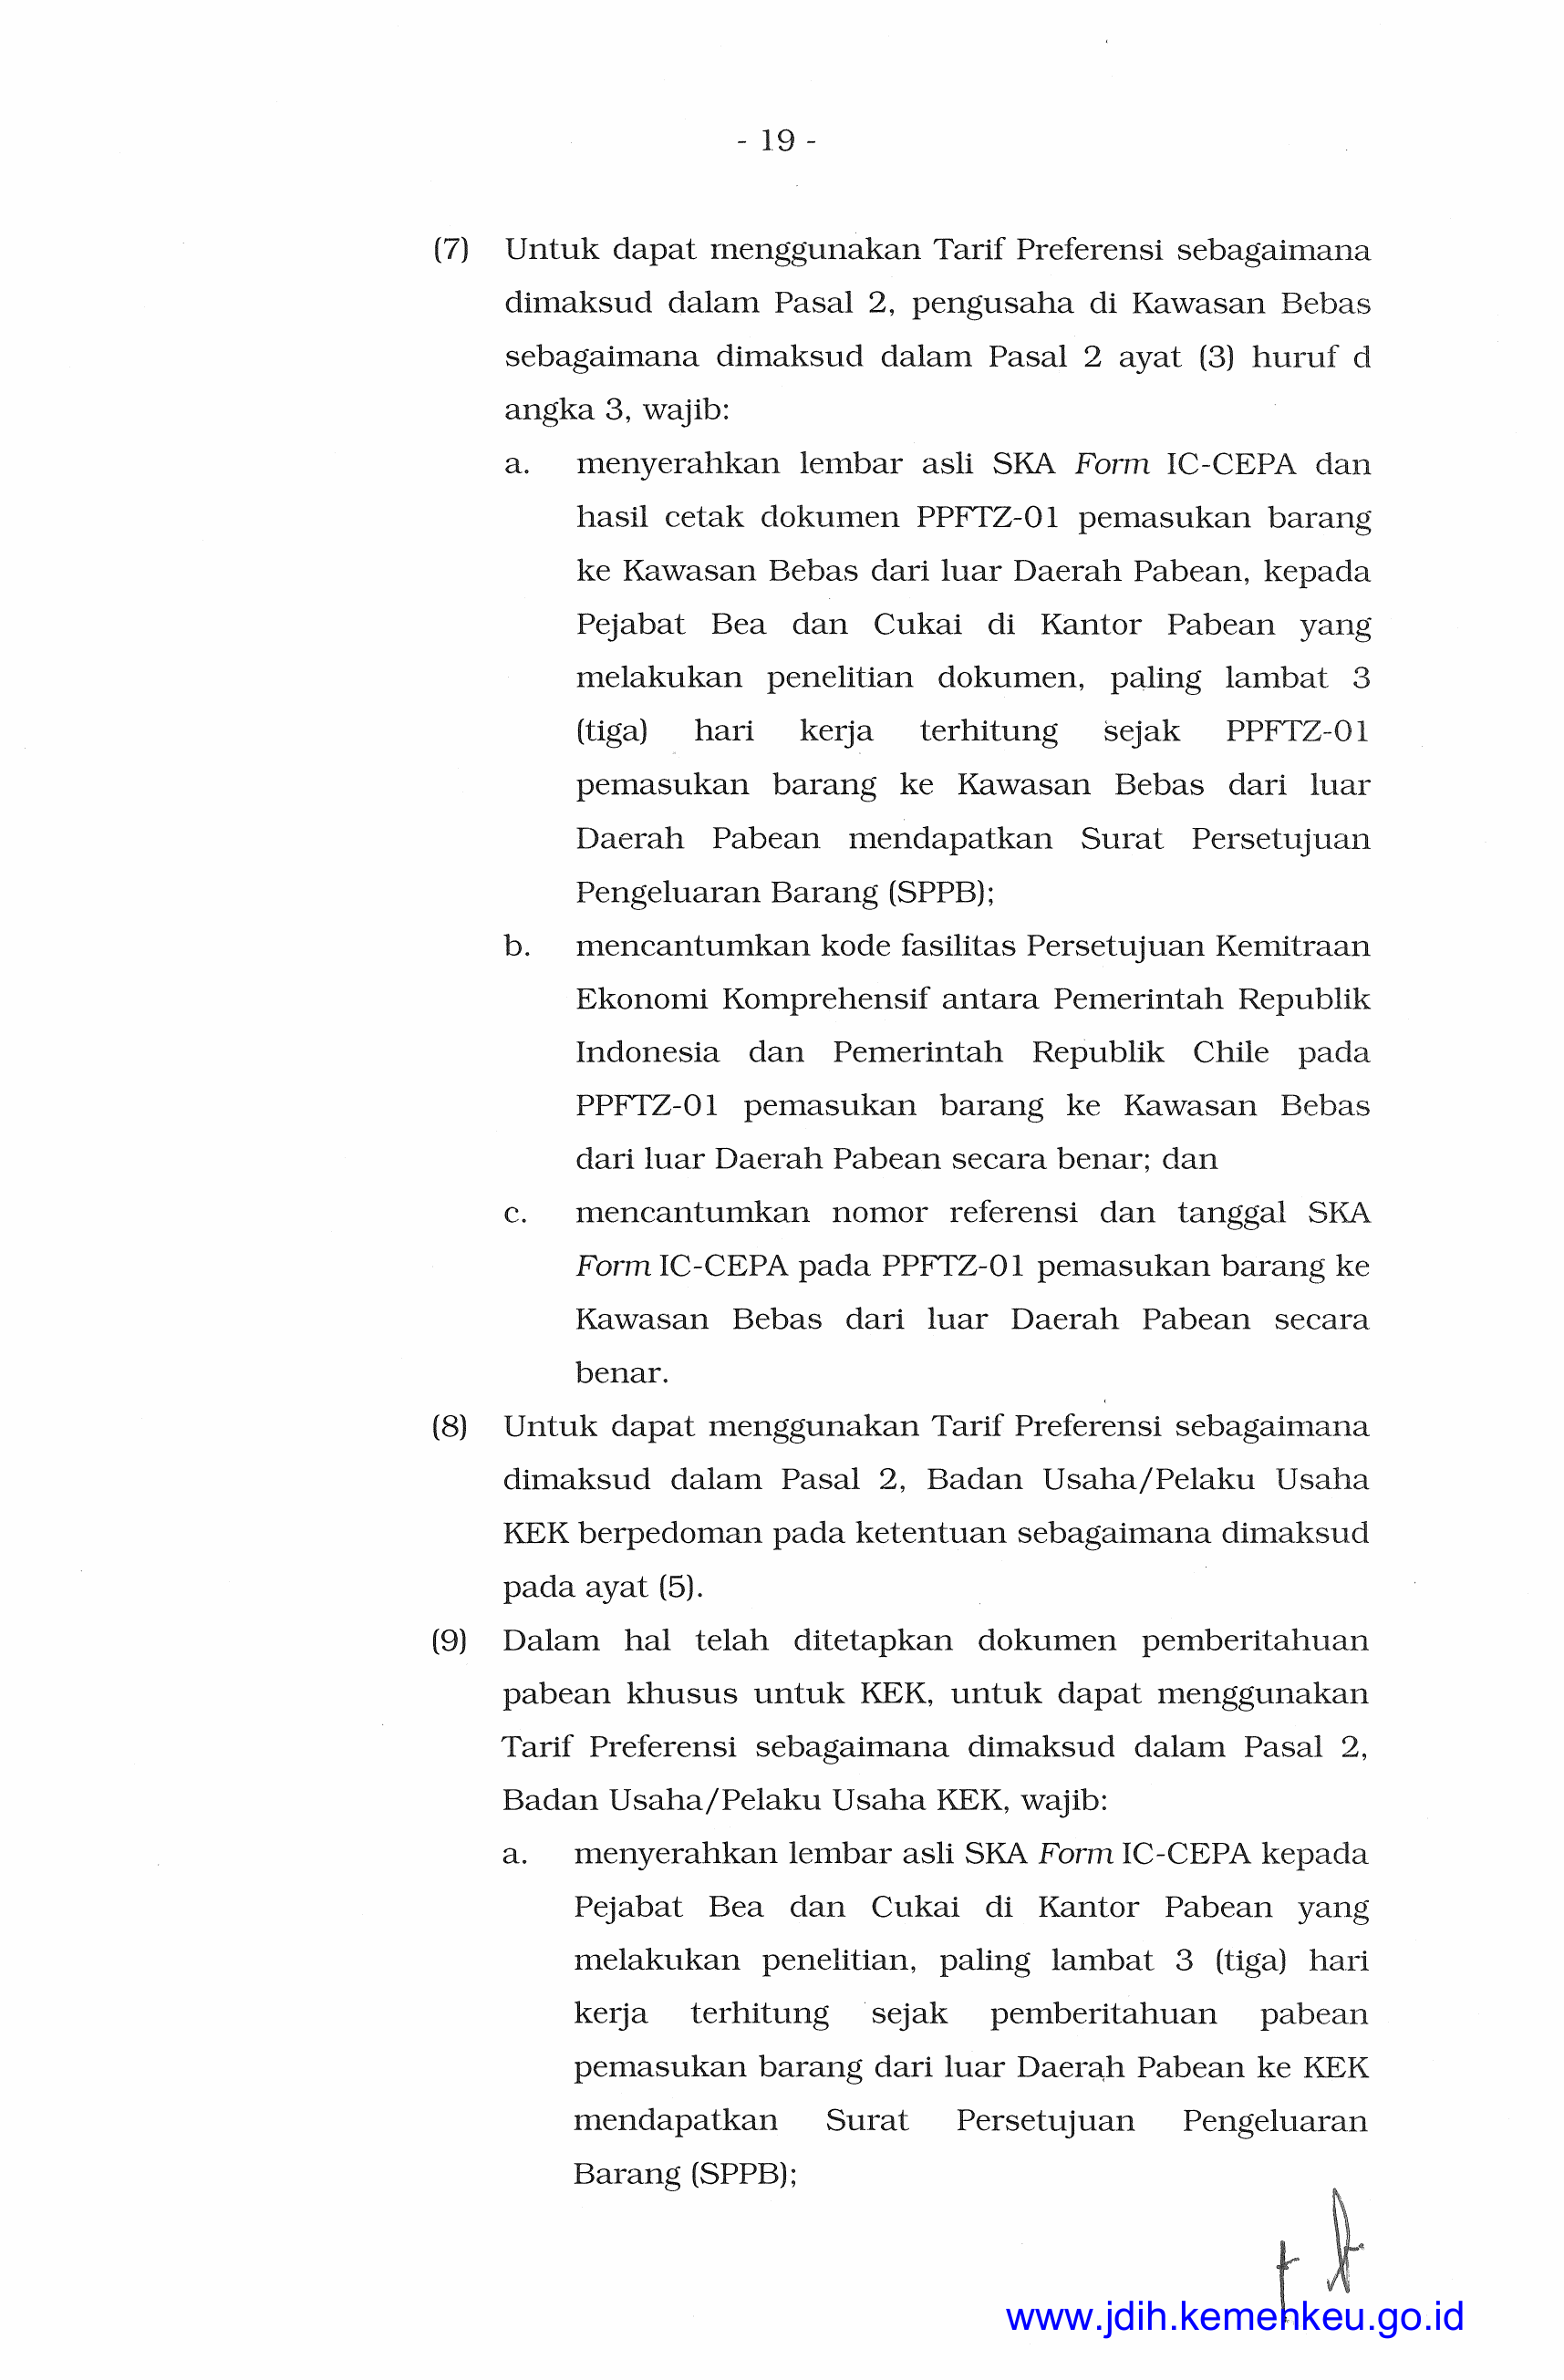 - 19 -
(7) Untuk dapat menggunakan Tarif Preferensi sebagaimana
dimaksud dalam Pasal 2, pengusaha di Kawasan Bebas
sebagaimana dimaksud dalam Pasal 2 ayat (3) huruf d
angka 3, wajib:
a. menyerahkan lembar asli SKA Form IC-CEPA dan
hasil cetak dokumen PPFTZ-01 pemasukan barang
ke Kawasan Bebas dari luar Daerah Pabean, kepada
Pejabat Bea dan Cukai di Kantor Pabean yang
melakukan penelitian dokumen, paling lambat 3
(tiga) hari kerja terhitung sejak PPFTZ-01
pemasukan barang ke Kawasan Bebas dari luar
Daerah Pabean mendapatkan Surat Persetujuan
Pengeluaran Barang (SPPB);
b. mencantumkan kode fasilitas Persetujuan Kemitraan
Ekonomi Komprehensif antara Pemerintah Republik
Indonesia dan Pemerintah Republik Chile pada
PPFTZ-01 pemasukan barang ke Kawasan Bebas
dari luar Daerah Pabean secara benar; dan
c. mencantumkan nomor referensi dan tanggal SKA
Form IC-CEPA pada PPFTZ-01 pemasukan barang ke
Kawasan Bebas dari luar Daerah Pabean secara
benar.
(8) Untuk dapat menggunakan Tarif Preferensi sebagaimana
dimaksud dalam Pasal 2, Badan Usaha/Pelaku Usaha
KEK berpedoman pada ketentuan sebagaimana dimaksud
pada ayat (5).
(9) Dalam hal telah ditetapkan dokumen pemberitahuan
pabean khusus untuk KEK, untuk dapat menggunakan
Tarif Preferensi sebagaimana dimaksud dalam Pasal 2,
Badan Usaha/Pelaku Usaha KEK, wajib:
a. menyerahkan lembar asli SKA Form IC-CEPA kepada
Pejabat Bea dan Cukai di Kantor Pabean yang
melakukan penelitian, paling lambat 3 (tiga) hari
kerja terhitung sejak pemberitahuan pabean
pemasukan barang dari luar Daerah Pabean ke KEK
mendapatkan Surat Persetujuan Pengeluaran
Barang (SPPB);
www.jdih.kemenkeu.go.id